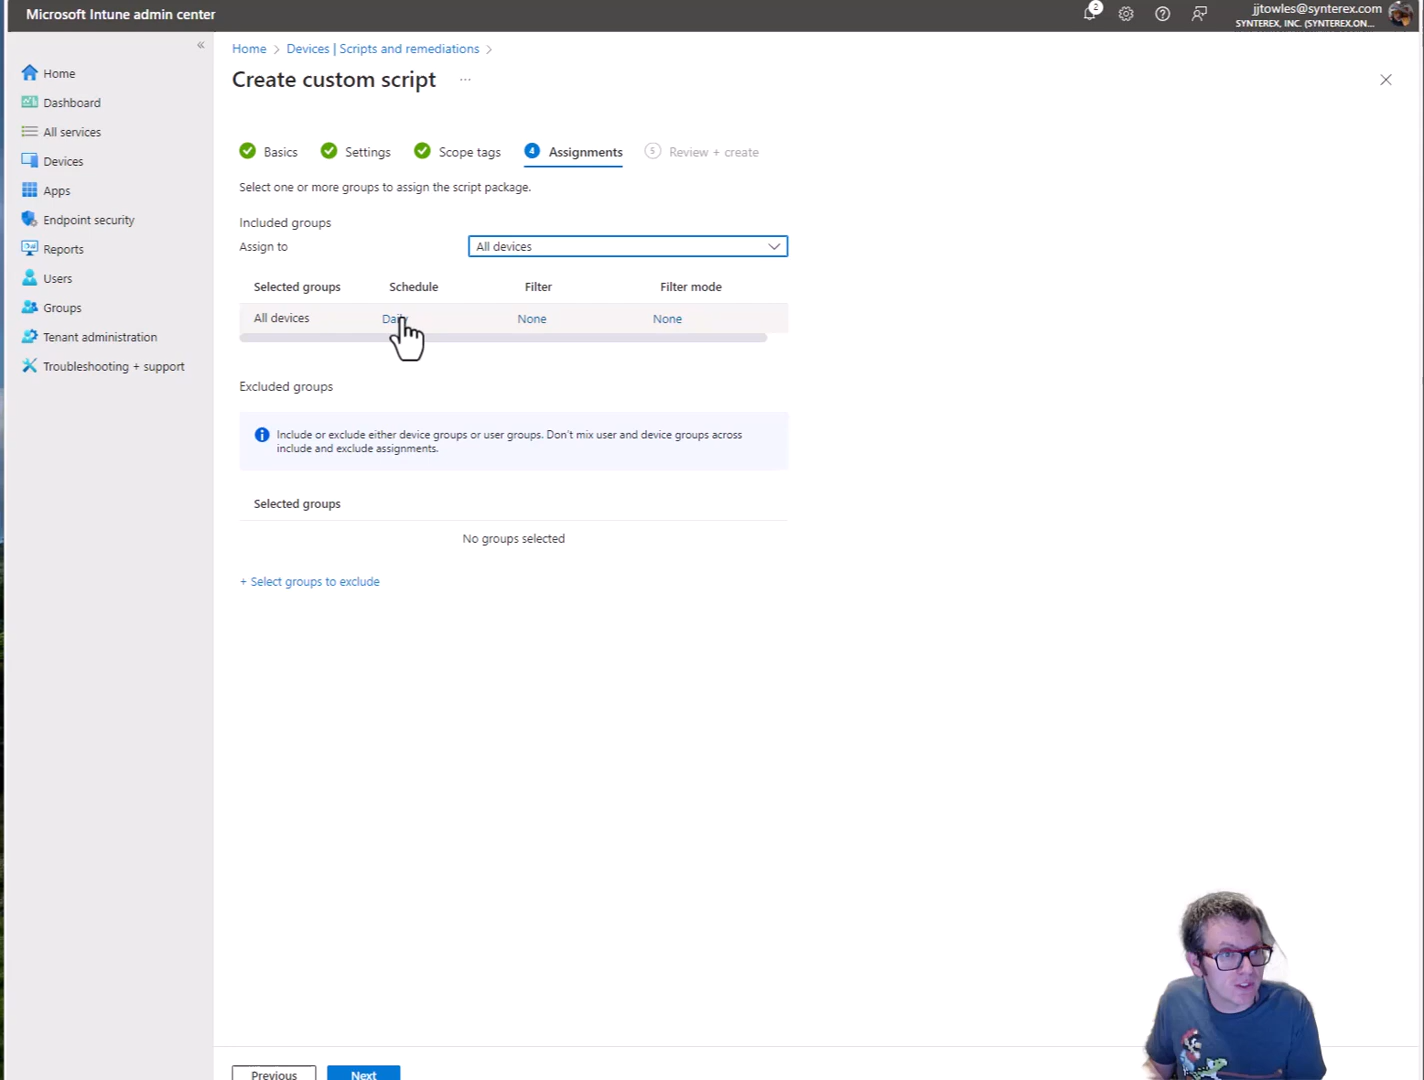 Microsoft Intune admin center
2
jjtowles@synterex.com
SYNTEREX, INC. (SYNTEREX.ON...
«
Home
Dashboard
All services
Devices
Apps
Endpoint security
Reports
Users
Groups
Tenant administration
Troubleshooting + support
Home > Devices | Scripts and remediations >
Create custom script ...
Basics Settings Scope tags 4 Assignments 5 Review + create
Select one or more groups to assign the script package.
Included groups
Assign to All devices
Selected groups Schedule Filter Filter mode
All devices Daily None None
Excluded groups
Include or exclude either device groups or user groups. Don't mix user and device groups across
include and exclude assignments.
Selected groups
No groups selected
+ Select groups to exclude
Previous Next